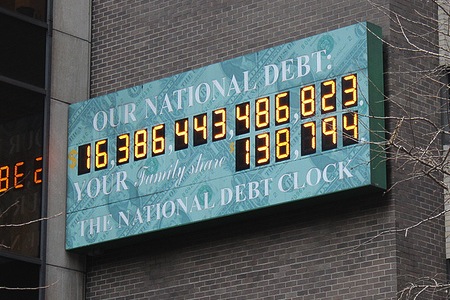 OUR NATIONAL DEBT:
$16,386,443,486,823.
YOUR Family share $138,794.
THE NATIONAL DEBT CLOCK